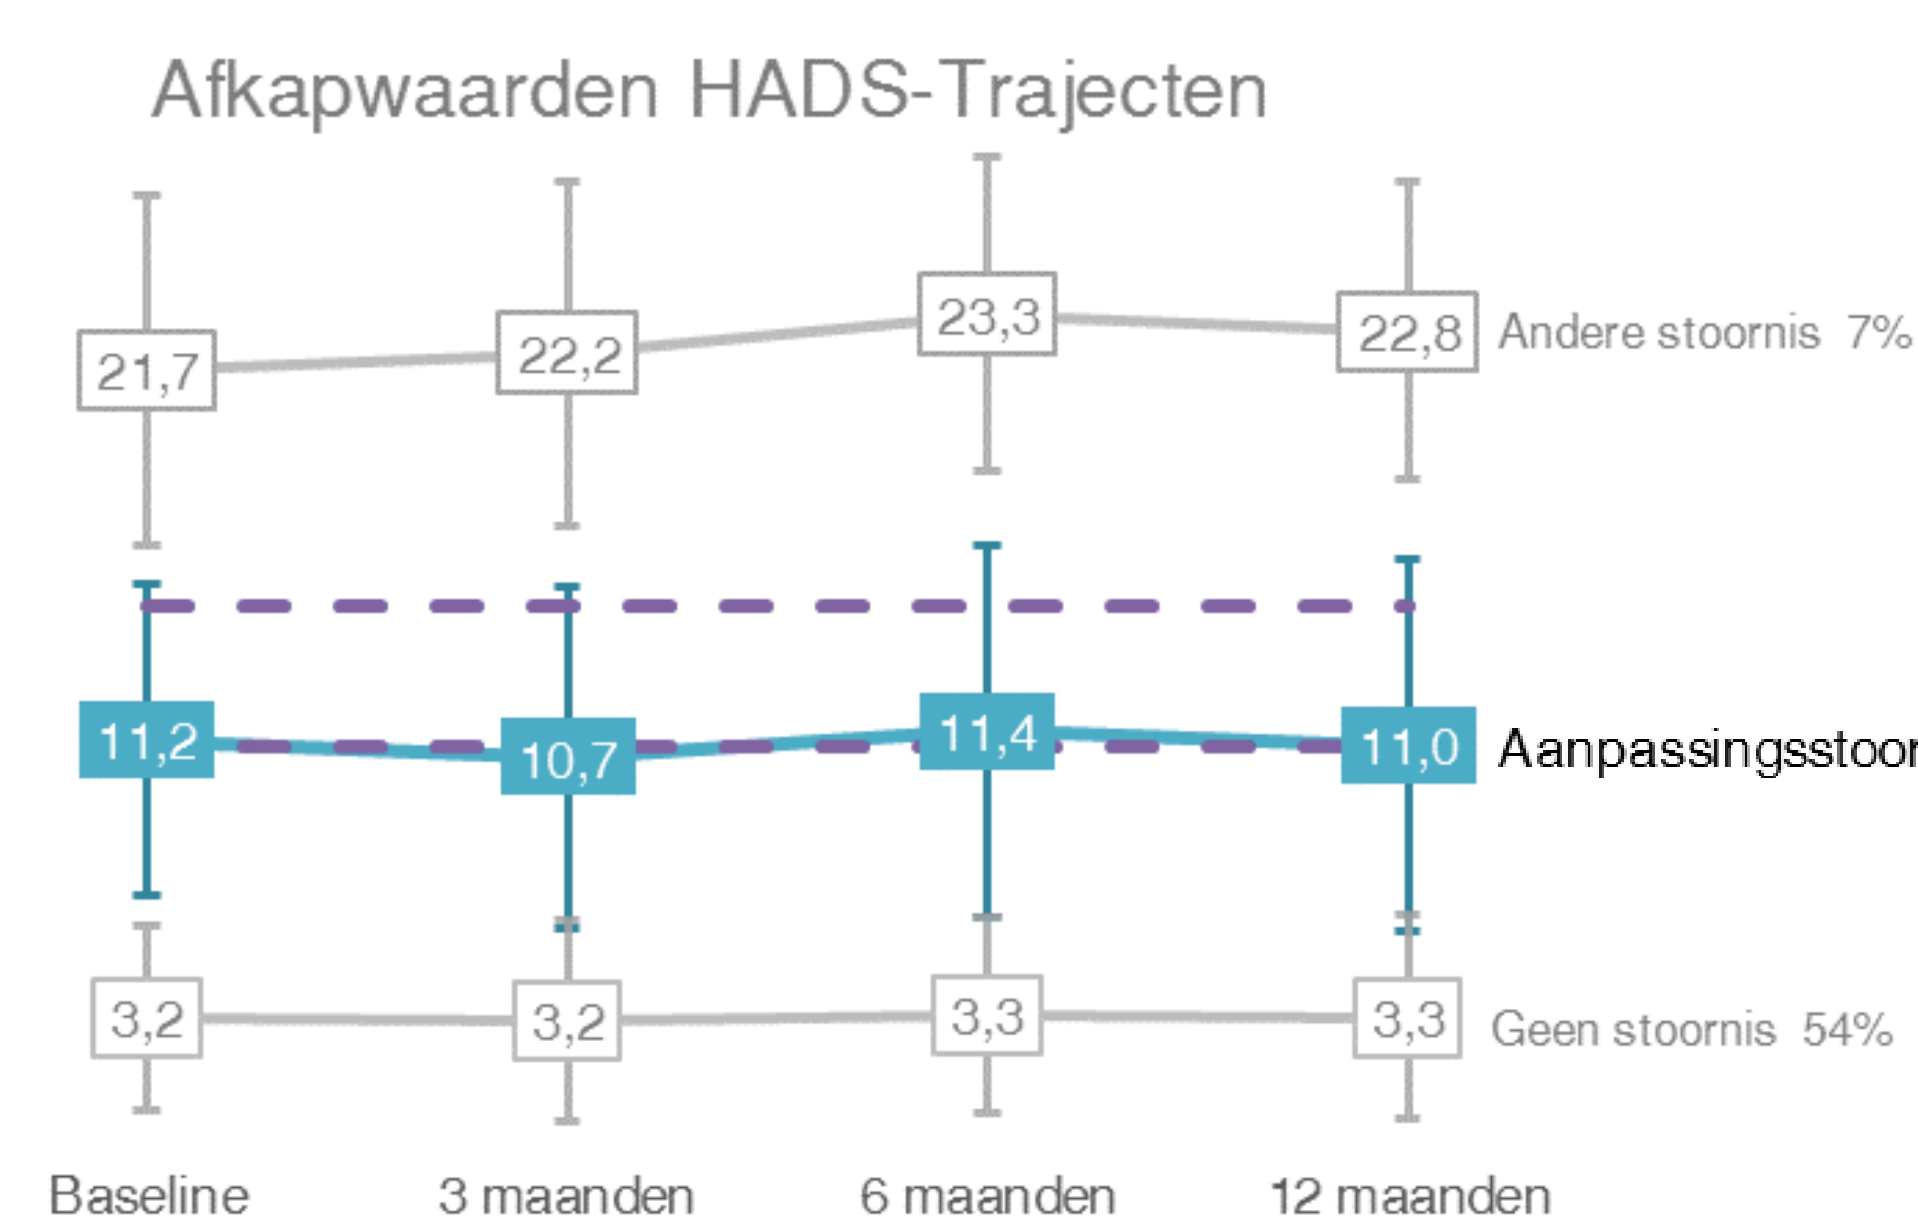 Afkapwaarden HADS-Trajecten
21,7 22,2 23,3 22,8 Andere stoornis 7%
11,2 10,7 11,4 11,0 Aanpassingsstoor
3,2 3,2 3,3 3,3 Geen stoornis 54%
Baseline 3 maanden 6 maanden 12 maanden